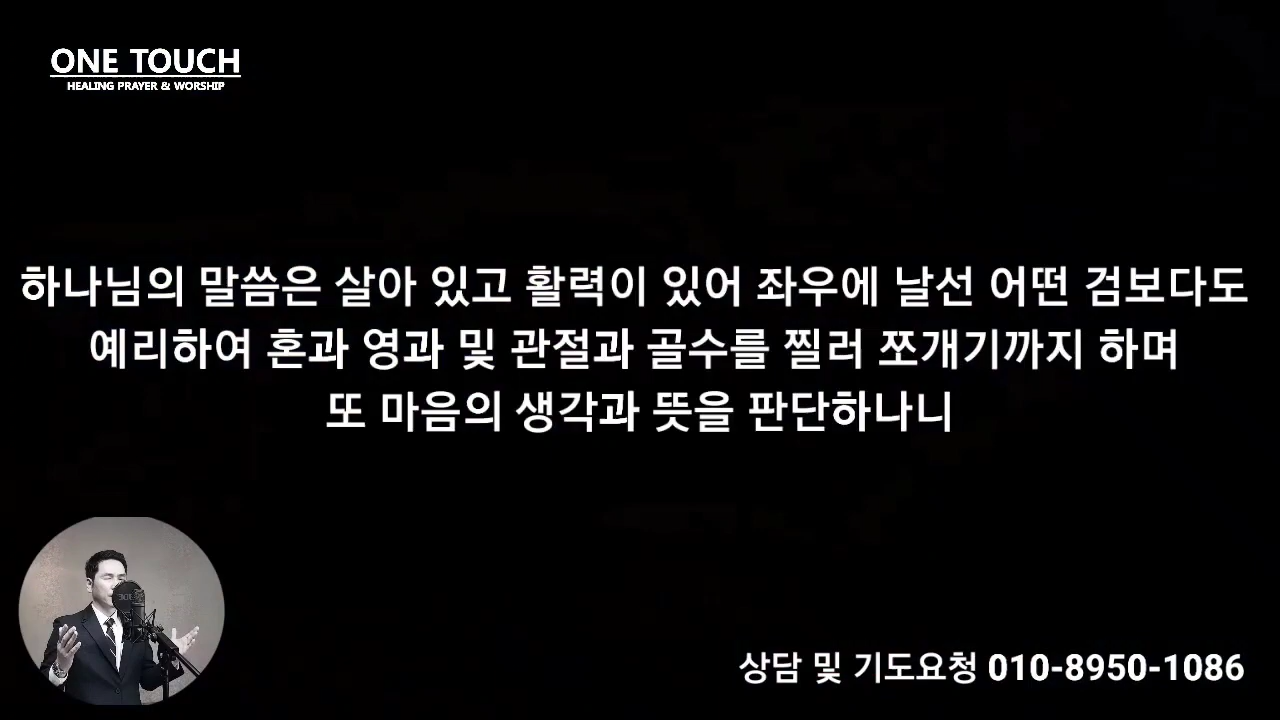 ONE TOUCH
HEALING PRAYER & WORSHIP
하나님의 말씀은 살아 있고 활력이 있어 좌우에 날선 어떤 검보다도
예리하여 혼과 영과 및 관절과 골수를 찔러 쪼개기까지 하며
또 마음의 생각과 뜻을 판단하나니
상담 및 기도요청 010-8950-1086